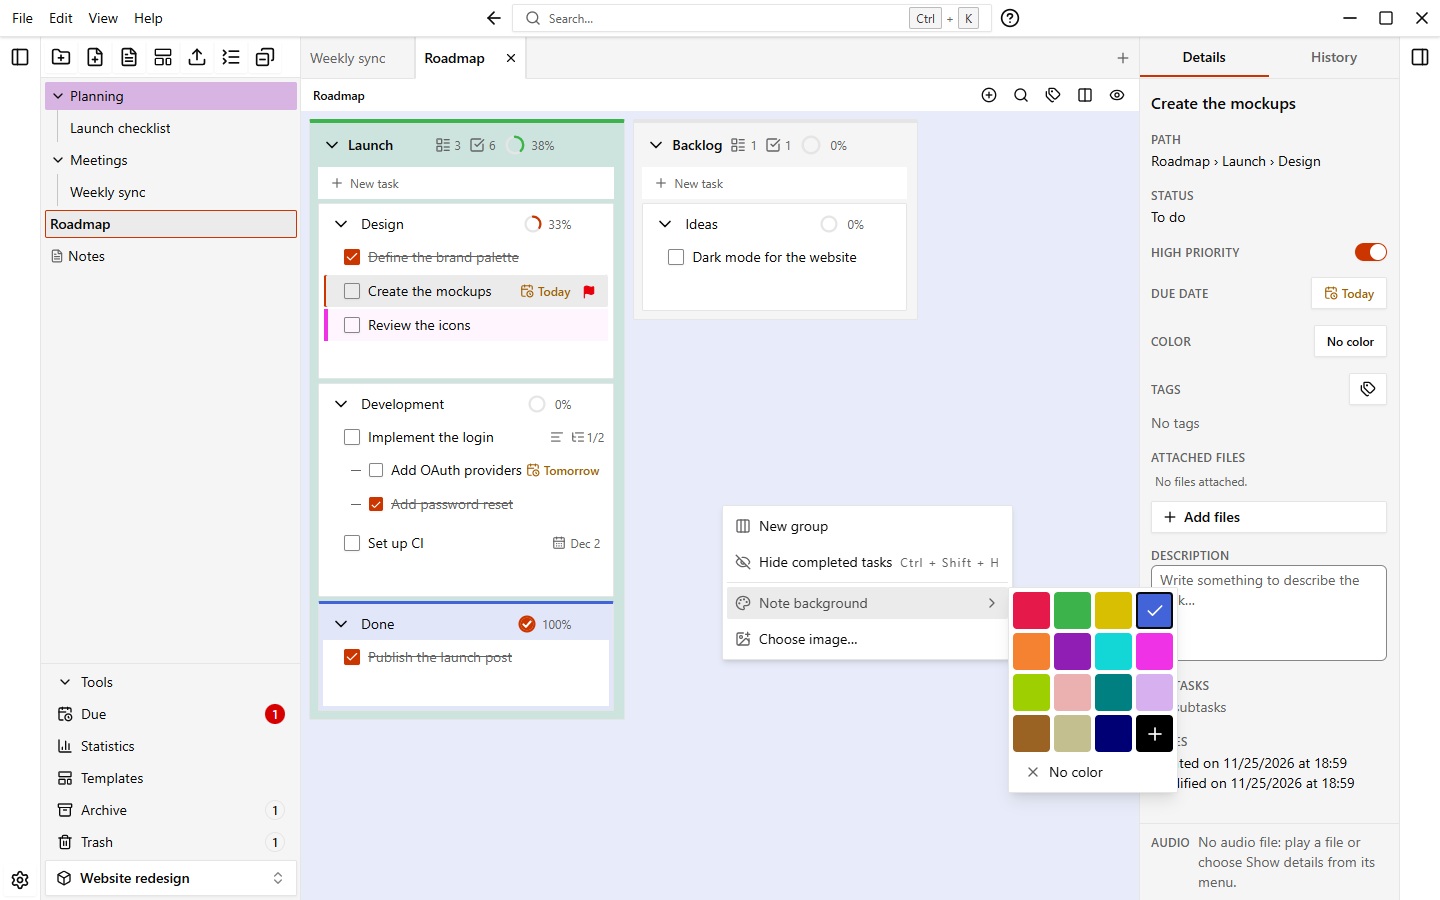 File Edit View Help
Search... Ctrl + K
Weekly sync
Roadmap
Details
History
Planning
Launch checklist
Meetings
Weekly sync
Roadmap
Notes
Tools
Due 1
Statistics
Templates
Archive 1
Trash 1
Website redesign
Roadmap
Launch 3 6 38%
New task
Design 33%
Define the brand palette
Create the mockups Today
Review the icons
Development 0%
Implement the login 1/2
Add OAuth providers Tomorrow
Add password reset
Set up CI Dec 2
Done 100%
Publish the launch post
Backlog 1 1 0%
New task
Ideas 0%
Dark mode for the website
New group
Hide completed tasks Ctrl + Shift + H
Note background
Choose image...
No color
Create the mockups
PATH
Roadmap › Launch › Design
STATUS
To do
HIGH PRIORITY
DUE DATE Today
COLOR No color
TAGS
No tags
ATTACHED FILES
No files attached.
Add files
DESCRIPTION
Write something to describe the
k...
TASKS
subtasks
ES
ted on 11/25/2026 at 18:59
lified on 11/25/2026 at 18:59
AUDIO No audio file: play a file or
choose Show details from its
menu.